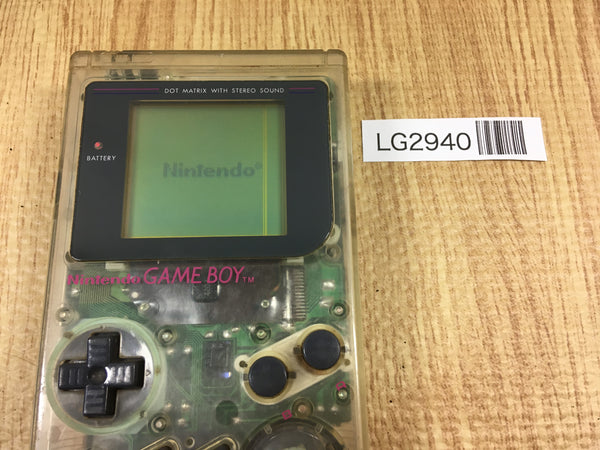 DOT MATRIX WITH STEREO SOUND
BATTERY
Nintendo®
LG2940
Nintendo GAME BOY™